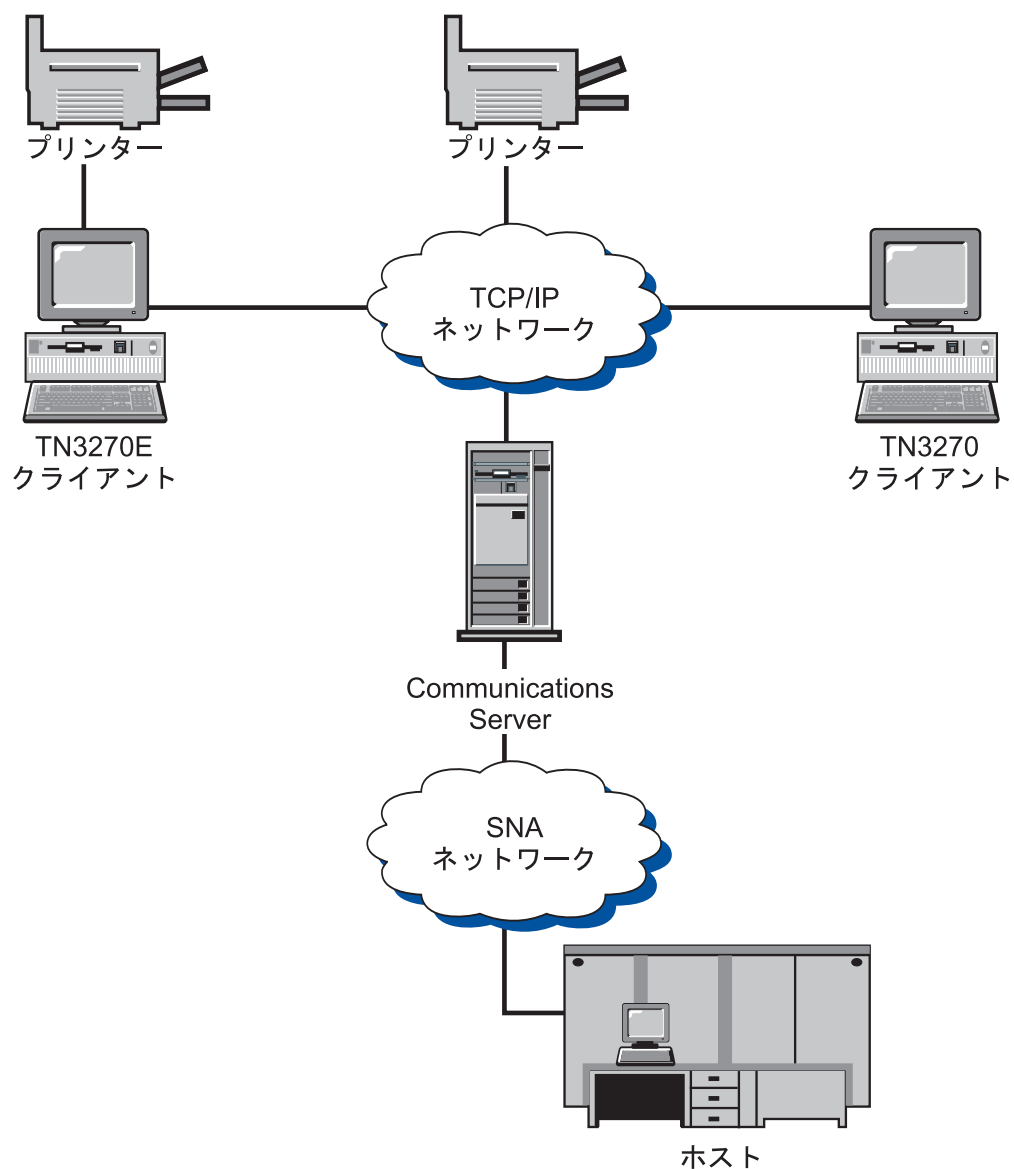 プリンター
プリンター
TCP/IP
ネットワーク
TN3270E
クライアント
TN3270
クライアント
Communications
Server
SNA
ネットワーク
ホスト